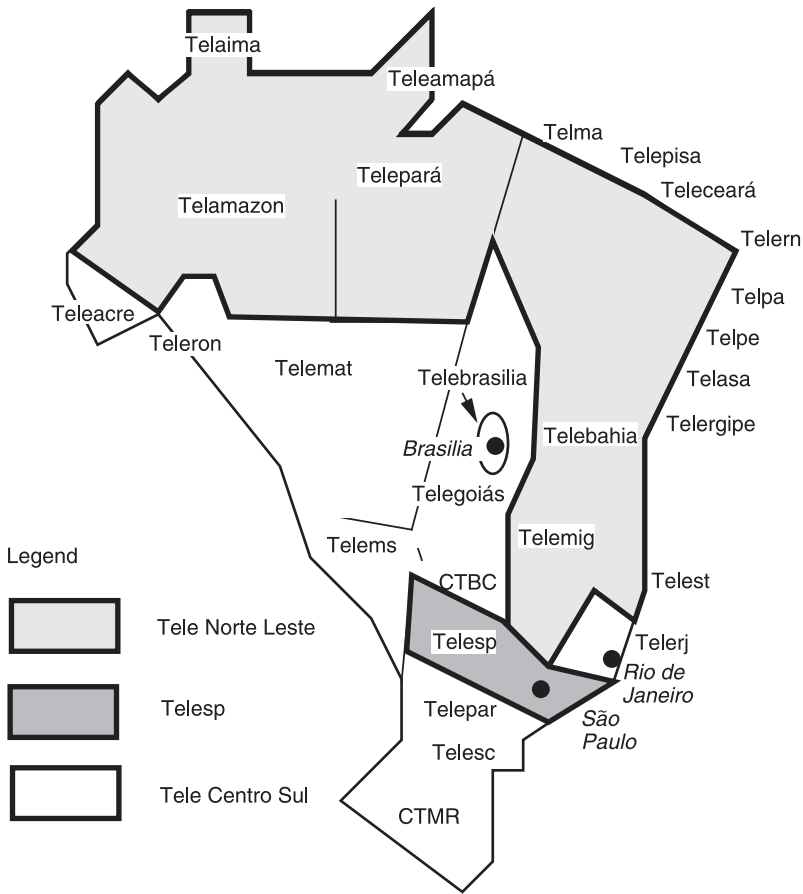 Telaima
Teleamapá
Telma
Telepisa
Telepará
Teleceará
Telamazon
Telern
Telpa
Teleacre
Teleron
Telpe
Telemat
Telebrasilia
Telasa
Telergipe
Telebahia
Brasilia
Telegoiás
Telemig
Telems
Legend
CTBC
Telest
Tele Norte Leste
Telesp
Telerj
Rio de
Janeiro
Telesp
Telepar
São
Paulo
Telesc
Tele Centro Sul
CTMR